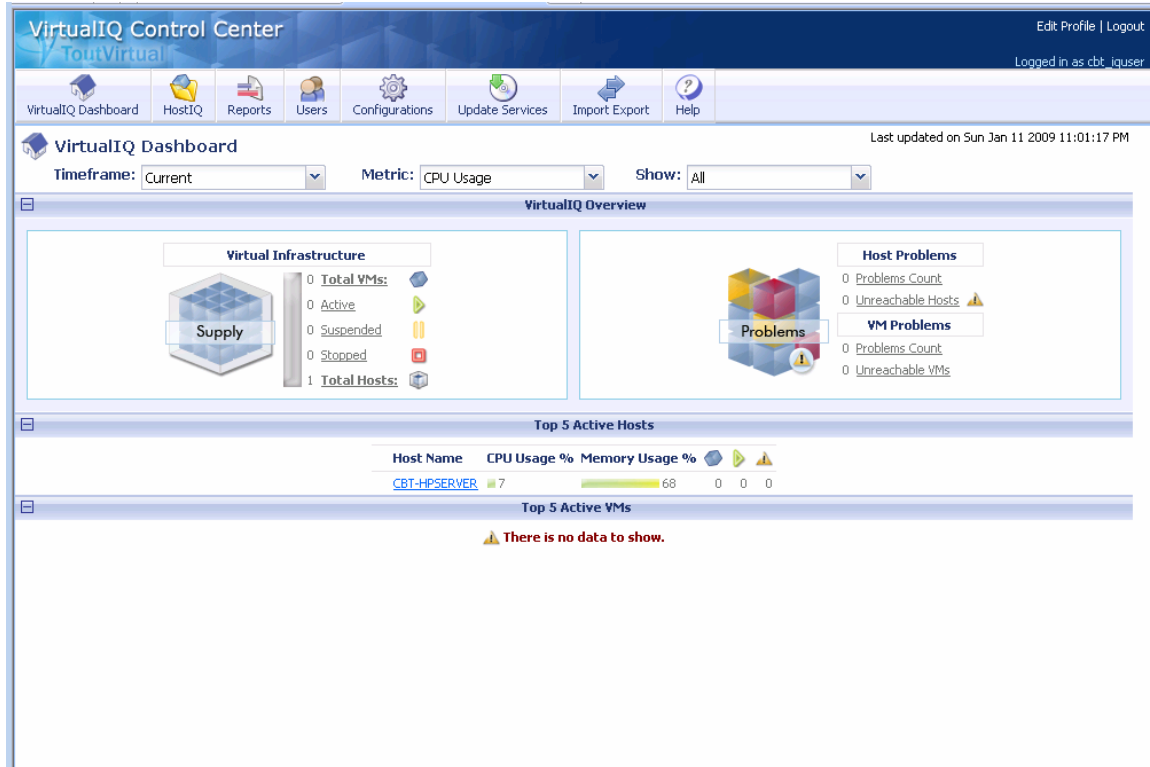 VirtualIQ Control Center
ToutVirtual
Edit Profile | Logout
Logged in as cbt_iquser
VirtualIQ Dashboard HostIQ Reports Users Configurations Update Services Import Export Help
VirtualIQ Dashboard
Last updated on Sun Jan 11 2009 11:01:17 PM
Timeframe: Current Metric: CPU Usage Show: All
VirtualIQ Overview
Virtual Infrastructure
Supply
0 Total VMs:
0 Active
0 Suspended
0 Stopped
1 Total Hosts:
Problems
Host Problems
0 Problems Count
0 Unreachable Hosts
VM Problems
0 Problems Count
0 Unreachable VMs
Top 5 Active Hosts
Host Name CPU Usage % Memory Usage %
CBT-HPSERVER 7 68 0 0 0
Top 5 Active VMs
There is no data to show.